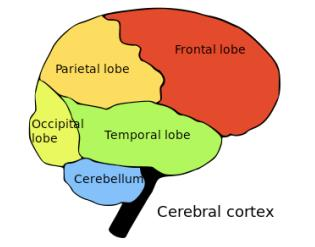 Frontal lobe
Parietal lobe
Occipital
lobe
Temporal lobe
Cerebellum
Cerebral cortex